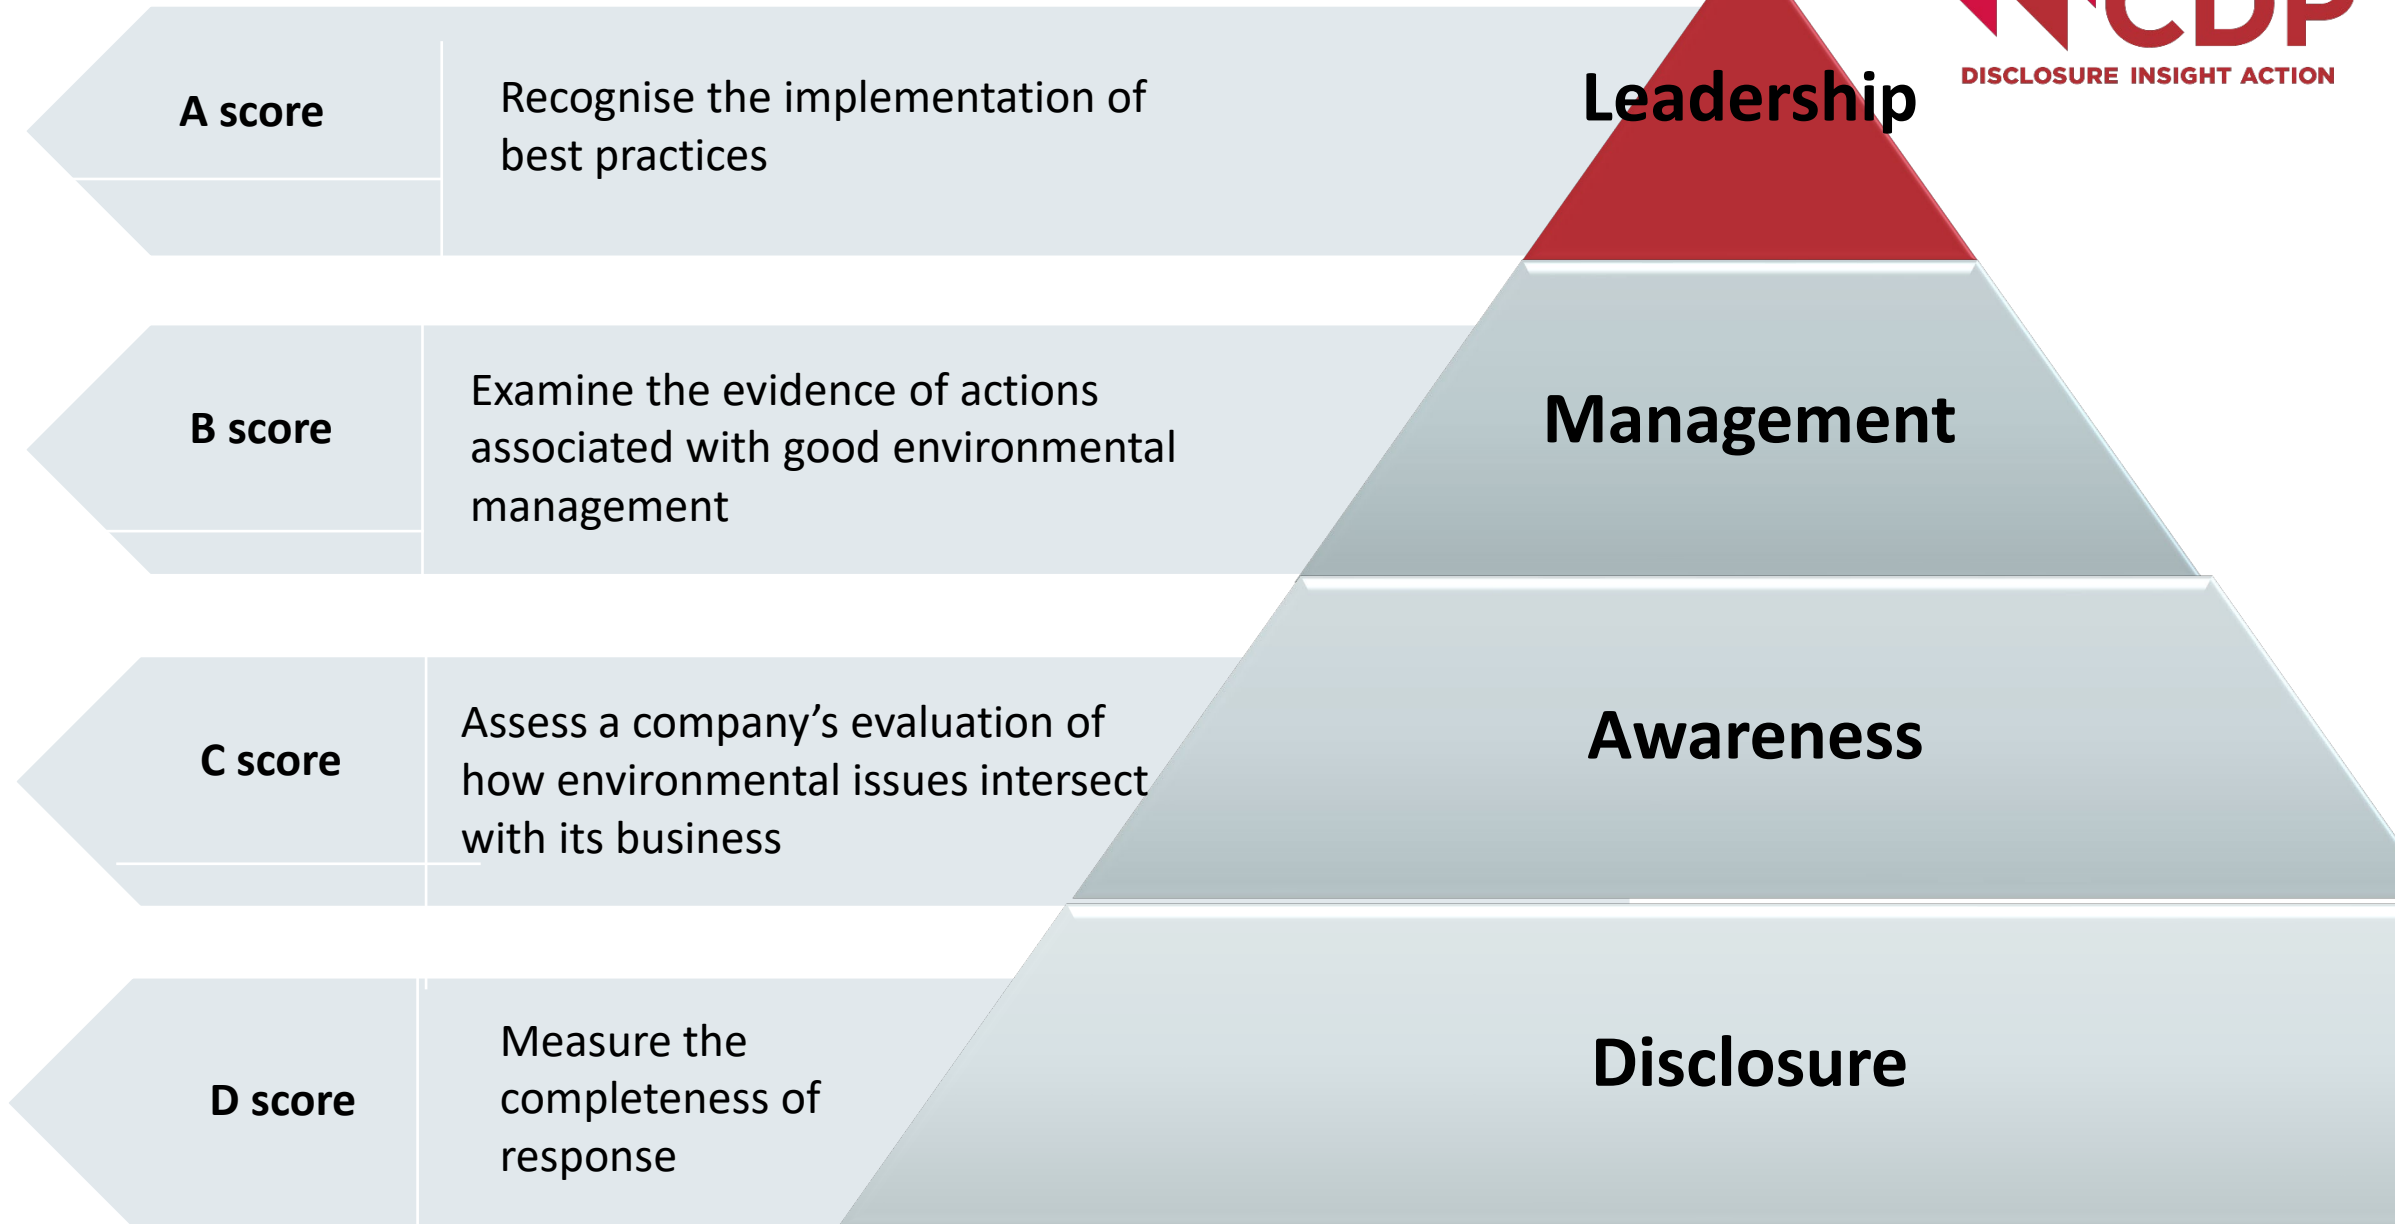 CDP
DISCLOSURE INSIGHT ACTION
A score
Recognise the implementation of
best practices
Leadership
B score
Examine the evidence of actions
associated with good environmental
management
Management
C score
Assess a company’s evaluation of
how environmental issues intersect
with its business
Awareness
D score
Measure the
completeness of
response
Disclosure